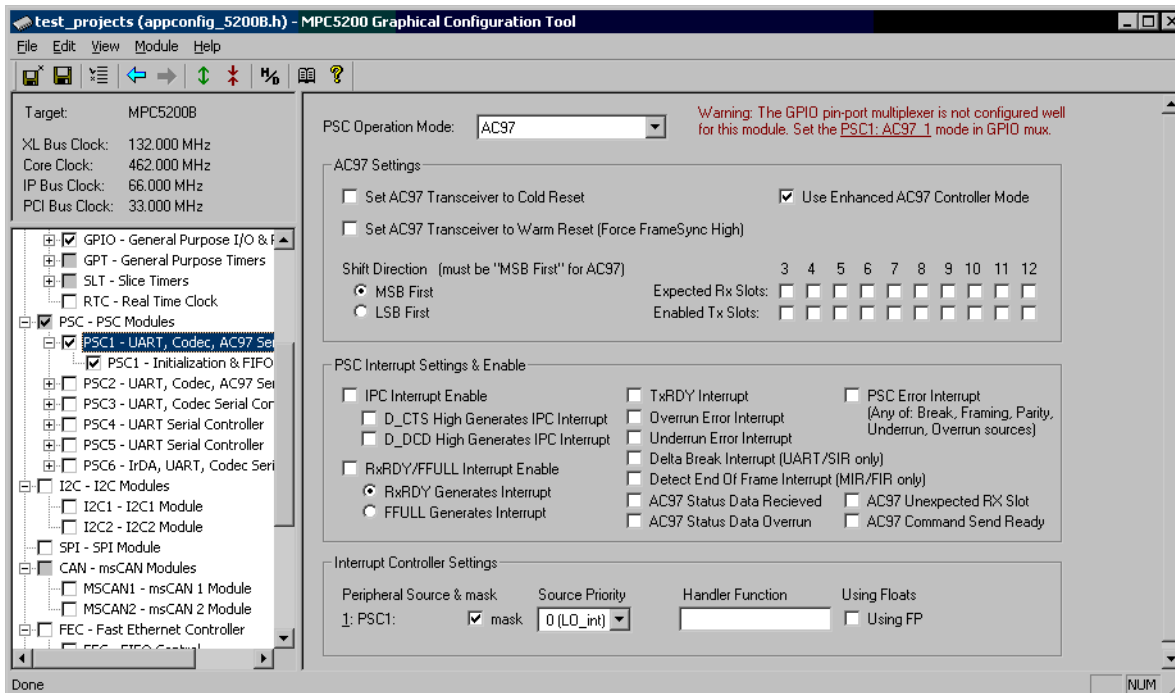 test_projects (appconfig_5200B.h) - MPC5200 Graphical Configuration Tool
File Edit View Module Help
H/D ?
Target: MPC5200B
XL Bus Clock: 132.000 MHz
Core Clock: 462.000 MHz
IP Bus Clock: 66.000 MHz
PCI Bus Clock: 33.000 MHz
GPIO - General Purpose I/O &
GPT - General Purpose Timers
SLT - Slice Timers
RTC - Real Time Clock
PSC - PSC Modules
PSC1 - UART, Codec, AC97 Ser
PSC1 - Initialization & FIFO
PSC2 - UART, Codec, AC97 Ser
PSC3 - UART, Codec Serial Con
PSC4 - UART Serial Controller
PSC5 - UART Serial Controller
PSC6 - IrDA, UART, Codec Seri
I2C - I2C Modules
I2C1 - I2C1 Module
I2C2 - I2C2 Module
SPI - SPI Module
CAN - msCAN Modules
MSCAN1 - msCAN 1 Module
MSCAN2 - msCAN 2 Module
FEC - Fast Ethernet Controller
FEC - FIFO Control
PSC Operation Mode: AC97
Warning: The GPIO pin-port multiplexer is not configured well
for this module. Set the PSC1: AC97_1 mode in GPIO mux.
AC97 Settings
Set AC97 Transceiver to Cold Reset
Use Enhanced AC97 Controller Mode
Set AC97 Transceiver to Warm Reset (Force FrameSync High)
Shift Direction (must be "MSB First" for AC97)
3 4 5 6 7 8 9 10 11 12
MSB First
Expected Rx Slots:
LSB First
Enabled Tx Slots:
PSC Interrupt Settings & Enable
IPC Interrupt Enable
D_CTS High Generates IPC Interrupt
D_DCD High Generates IPC Interrupt
RxRDY/FFULL Interrupt Enable
RxRDY Generates Interrupt
FFULL Generates Interrupt
TxRDY Interrupt
Overrun Error Interrupt
Underrun Error Interrupt
Delta Break Interrupt (UART/SIR only)
Detect End Of Frame Interrupt (MIR/FIR only)
AC97 Status Data Recieved
AC97 Status Data Overrun
PSC Error Interrupt
(Any of: Break, Framing, Parity,
Underrun, Overrun sources)
AC97 Unexpected RX Slot
AC97 Command Send Ready
Interrupt Controller Settings
Peripheral Source & mask Source Priority Handler Function Using Floats
1: PSC1: mask 0 (LO_int) Using FP
Done NUM